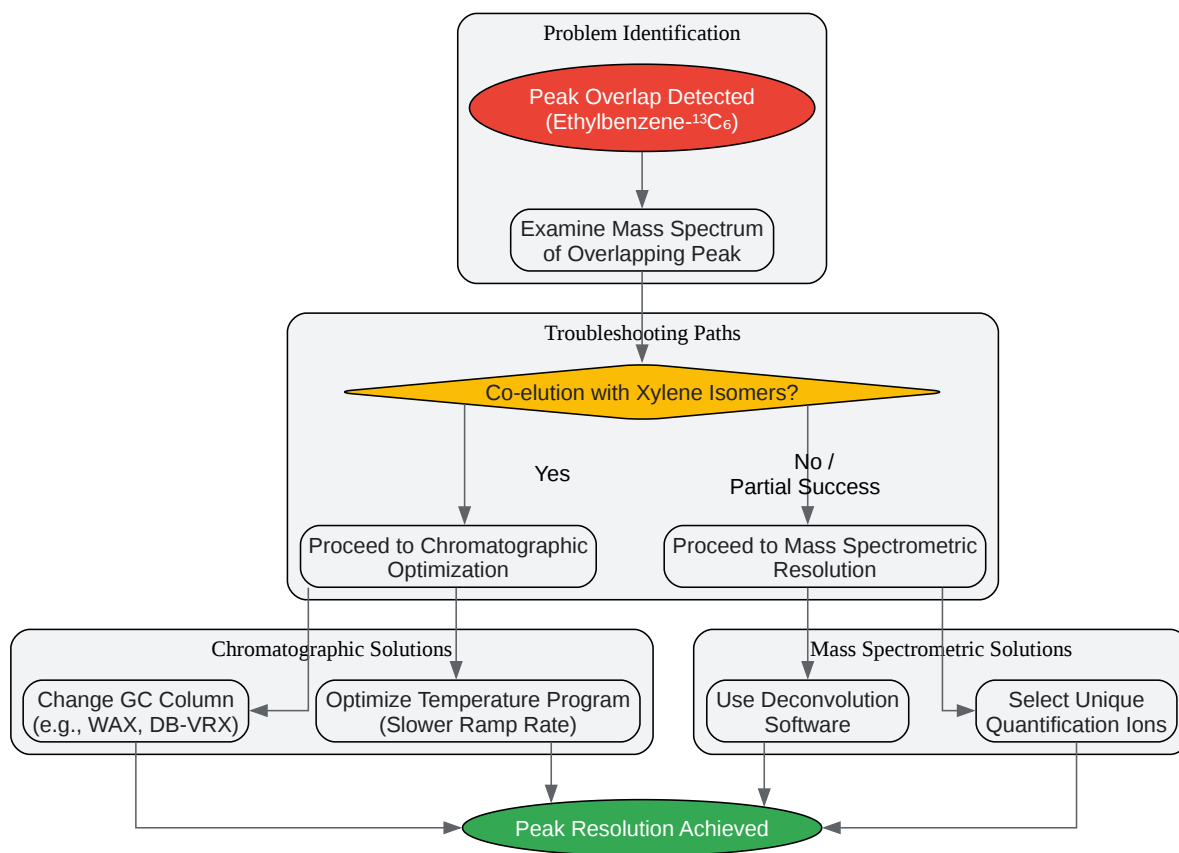 Problem Identification
Peak Overlap Detected
(Ethylbenzene-¹³C₆)
Examine Mass Spectrum
of Overlapping Peak
Troubleshooting Paths
Co-elution with Xylene Isomers?
Yes
No /
Partial Success
Proceed to Chromatographic
Optimization
Proceed to Mass Spectrometric
Resolution
Chromatographic Solutions
Change GC Column
(e.g., WAX, DB-VRX)
Optimize Temperature Program
(Slower Ramp Rate)
Mass Spectrometric Solutions
Use Deconvolution
Software
Select Unique
Quantification Ions
Peak Resolution Achieved